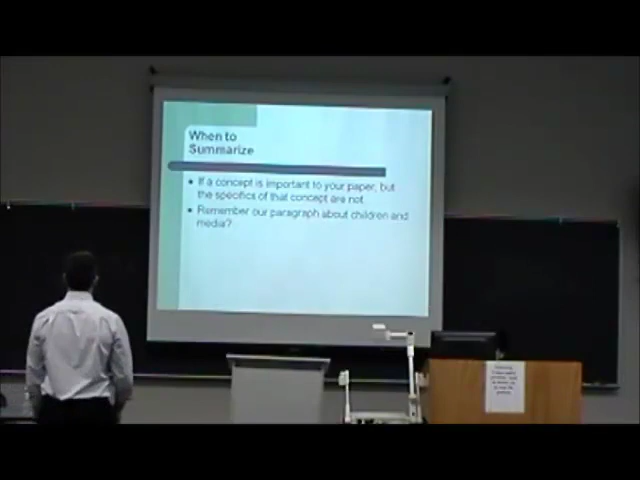 When to
Summarize
If a concept is important to your paper, but
the specifics of that concept are not.
Remember our paragraph about children and
media?